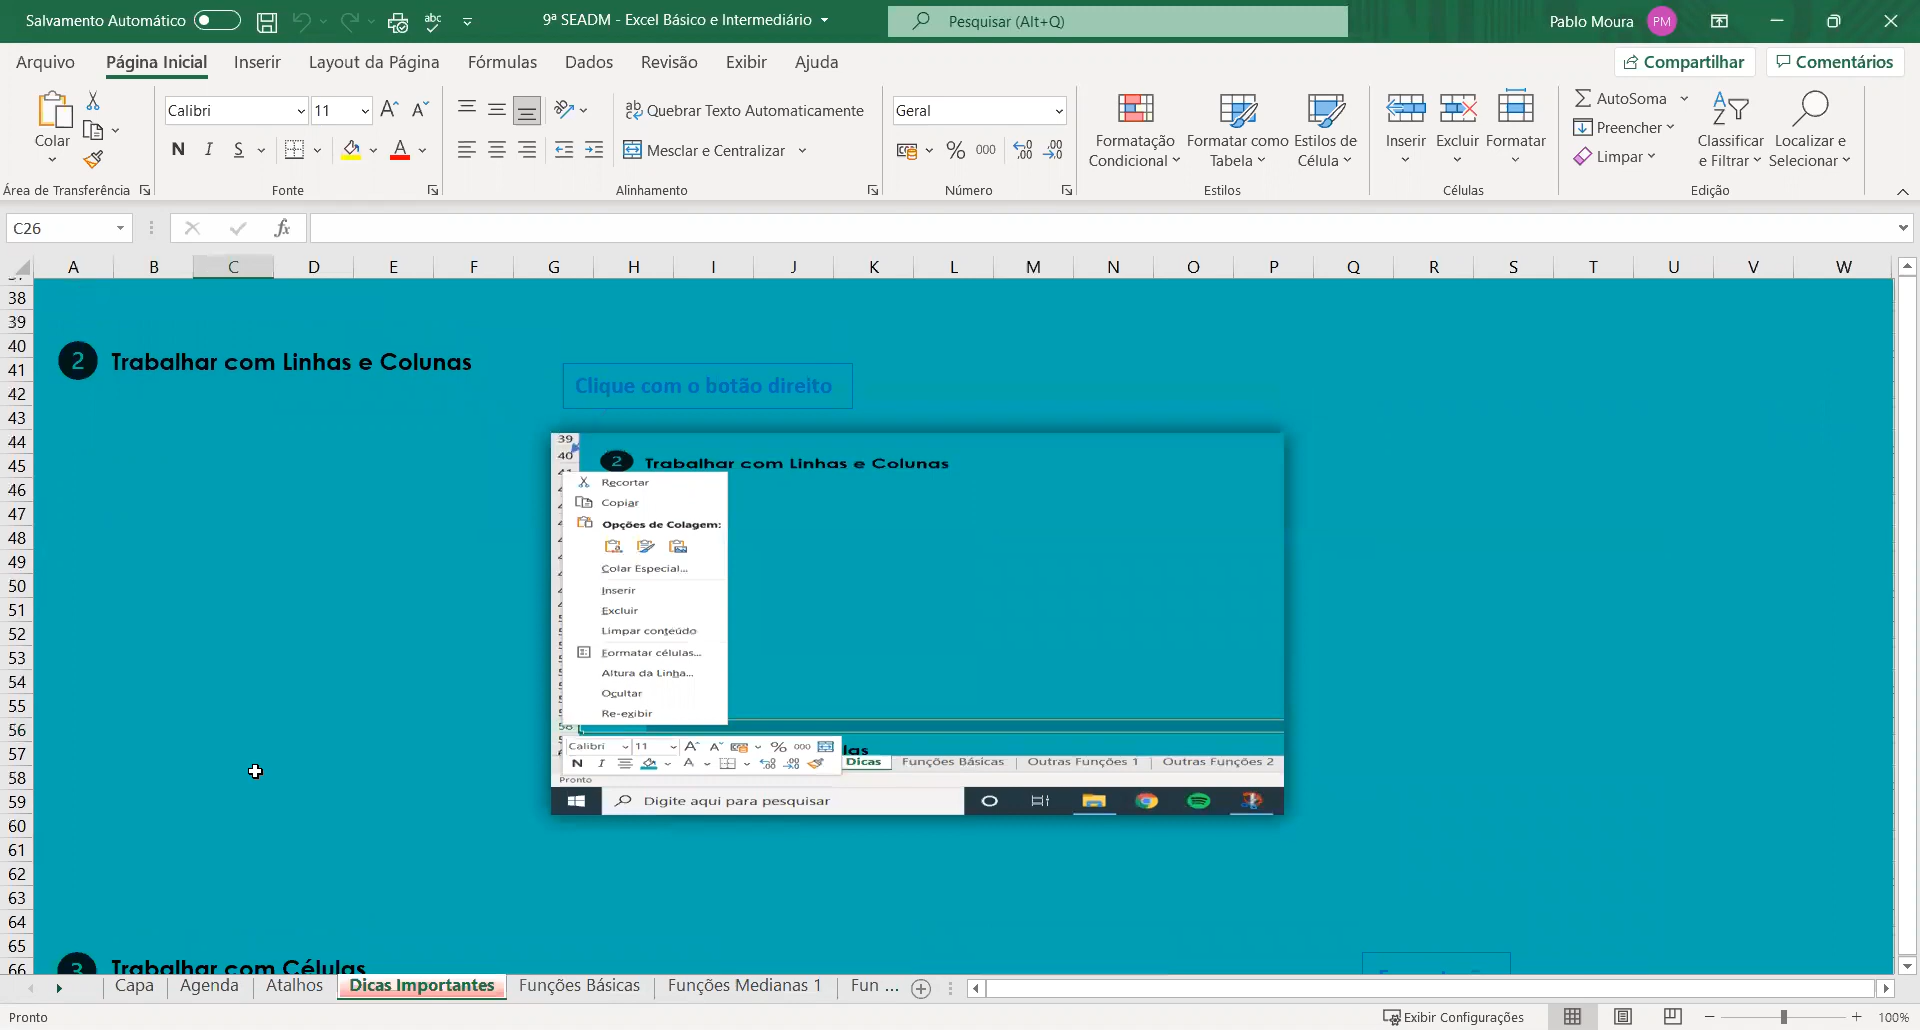 Salvamento Automático
abc
9ª SEADM - Excel Básico e Intermediário
Pesquisar (Alt+Q)
Pablo Moura
PM
Arquivo
Página Inicial
Inserir
Layout da Página
Fórmulas
Dados
Revisão
Exibir
Ajuda
Compartilhar
Comentários
Colar
Área de Transferência
Calibri
11
N
I
S
Fonte
Quebrar Texto Automaticamente
Mesclar e Centralizar
Alinhamento
Geral
%
000
Número
Formatação Condicional
Formatar como Tabela
Estilos de Célula
Estilos
Inserir
Excluir
Formatar
Células
AutoSoma
Preencher
Limpar
Classificar e Filtrar
Localizar e Selecionar
Edição
C26
fx
A B C D E F G H I J K L M N O P Q R S T U V W
38
39
40
41
42
43
44
45
46
47
48
49
50
51
52
53
54
55
56
57
58
59
60
61
62
63
64
65
66
2 Trabalhar com Linhas e Colunas
Clique com o botão direito
39
40
2 Trabalhar com Linhas e Colunas
Recortar
Copiar
Opções de Colagem:
Colar Especial...
Inserir
Excluir
Limpar conteúdo
Formatar células...
Altura da Linha...
Ocultar
Re-exibir
Calibri 11 % 000
N I A
Dicas
Funções Básicas
Outras Funções 1
Outras Funções 2
Pronto
Digite aqui para pesquisar
3 Trabalhar com Células
Capa
Agenda
Atalhos
Dicas Importantes
Funções Básicas
Funções Medianas 1
Fun ...
Pronto
Exibir Configurações
100%